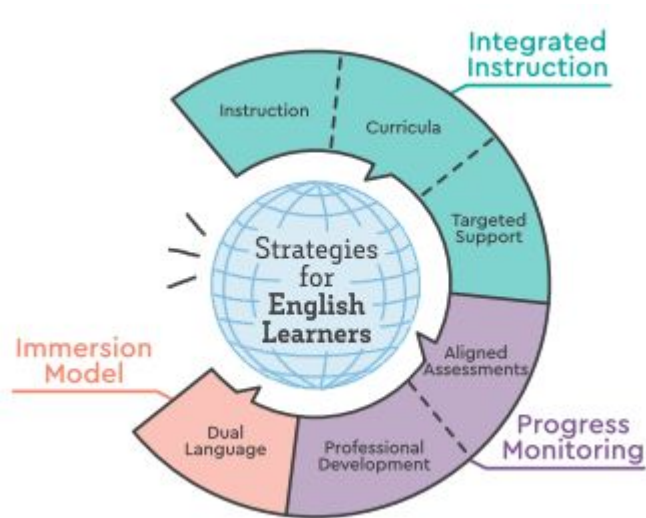 Integrated
Instruction
Instruction
Curricula
Targeted
Support
Strategies
for
English
Learners
Aligned
Assessments
Immersion
Model
Dual
Language
Professional
Development
Progress
Monitoring